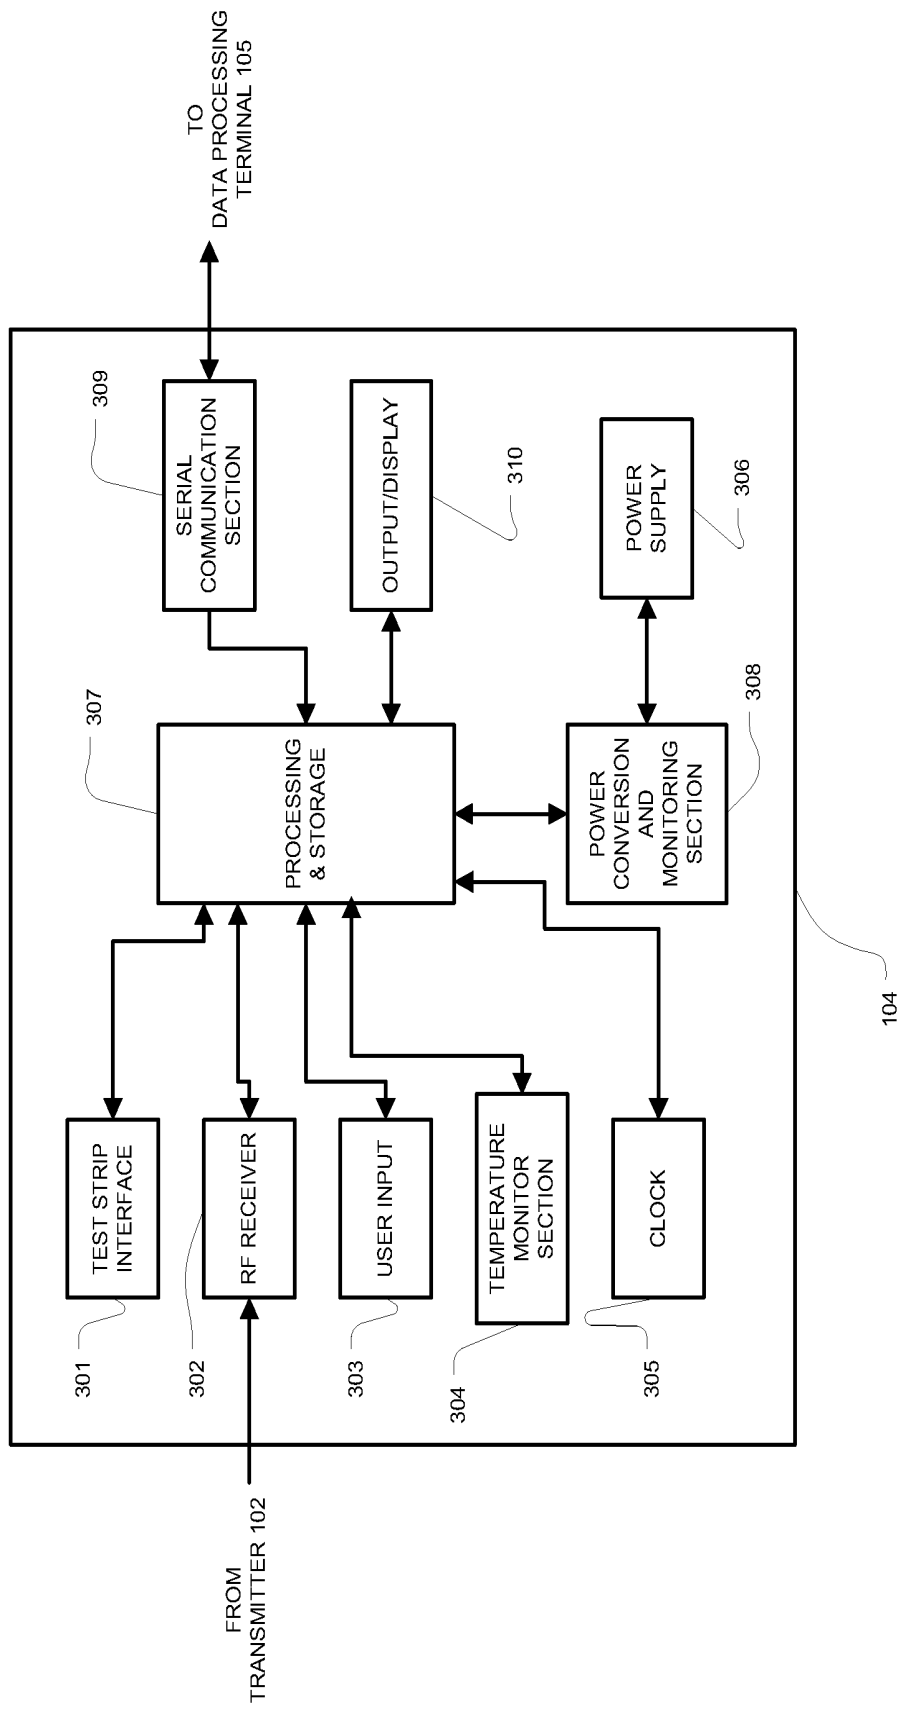 TEST STRIP
INTERFACE
301
FROM
TRANSMITTER 102
RF RECEIVER
302
USER INPUT
303
TEMPERATURE
MONITOR
SECTION
304
CLOCK
305
PROCESSING
& STORAGE
307
POWER
CONVERSION
AND
MONITORING
SECTION
308
SERIAL
COMMUNICATION
SECTION
309
OUTPUT/DISPLAY
310
POWER
SUPPLY
306
TO
DATA PROCESSING
TERMINAL 105
104